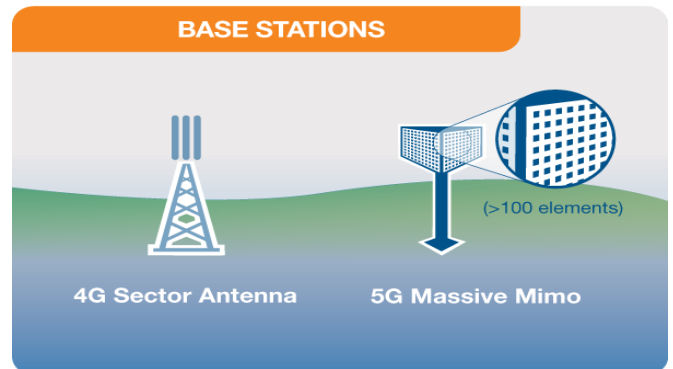 BASE STATIONS
(>100 elements)
4G Sector Antenna
5G Massive Mimo